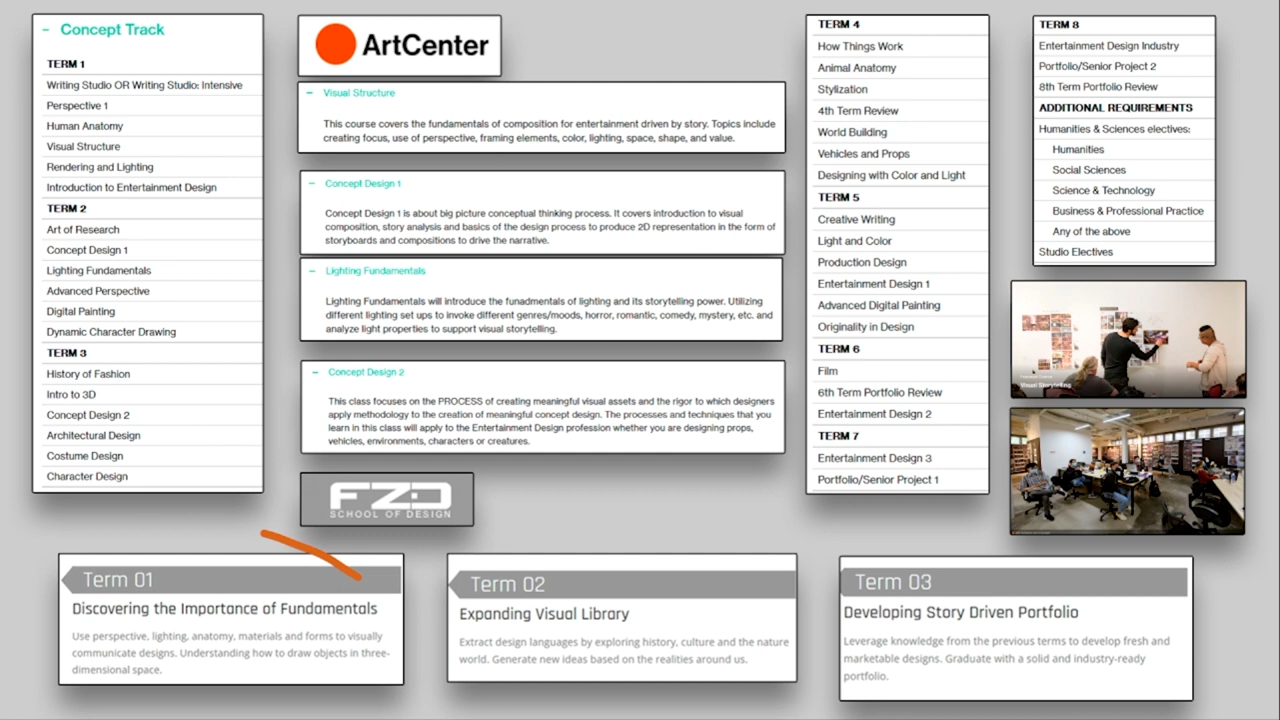 – Concept Track
TERM 1
Writing Studio OR Writing Studio: Intensive
Perspective 1
Human Anatomy
Visual Structure
Rendering and Lighting
Introduction to Entertainment Design
TERM 2
Art of Research
Concept Design 1
Lighting Fundamentals
Advanced Perspective
Digital Painting
Dynamic Character Drawing
TERM 3
History of Fashion
Intro to 3D
Concept Design 2
Architectural Design
Costume Design
Character Design
ArtCenter
– Visual Structure
This course covers the fundamentals of composition for entertainment driven by story. Topics include
creating focus, use of perspective, framing elements, color, lighting, space, shape, and value.
– Concept Design 1
Concept Design 1 is about big picture conceptual thinking process. It covers introduction to visual
composition, story analysis and basics of the design process to produce 2D representation in the form of
storyboards and compositions to drive the narrative.
– Lighting Fundamentals
Lighting Fundamentals will introduce the funadmentals of lighting and its storytelling power. Utilizing
different lighting set ups to invoke different genres/moods, horror, romantic, comedy, mystery, etc. and
analyze light properties to support visual storytelling.
– Concept Design 2
This class focuses on the PROCESS of creating meaningful visual assets and the rigor to which designers
apply methodology to the creation of meaningful concept design. The processes and techniques that you
learn in this class will apply to the Entertainment Design profession whether you are designing props,
vehicles, environments, characters or creatures.
FZD
SCHOOL OF DESIGN
TERM 4
How Things Work
Animal Anatomy
Stylization
4th Term Review
World Building
Vehicles and Props
Designing with Color and Light
TERM 5
Creative Writing
Light and Color
Production Design
Entertainment Design 1
Advanced Digital Painting
Originality in Design
TERM 6
Film
6th Term Portfolio Review
Entertainment Design 2
TERM 7
Entertainment Design 3
Portfolio/Senior Project 1
TERM 8
Entertainment Design Industry
Portfolio/Senior Project 2
8th Term Portfolio Review
ADDITIONAL REQUIREMENTS
Humanities & Sciences electives:
Humanities
Social Sciences
Science & Technology
Business & Professional Practice
Any of the above
Studio Electives
Visual Storytelling
Term 01
Discovering the Importance of Fundamentals
Use perspective, lighting, anatomy, materials and forms to visually
communicate designs. Understanding how to draw objects in three-
dimensional space.
Term 02
Expanding Visual Library
Extract design languages by exploring history, culture and the nature
world. Generate new ideas based on the realities around us.
Term 03
Developing Story Driven Portfolio
Leverage knowledge from the previous terms to develop fresh and
marketable designs. Graduate with a solid and industry-ready
portfolio.